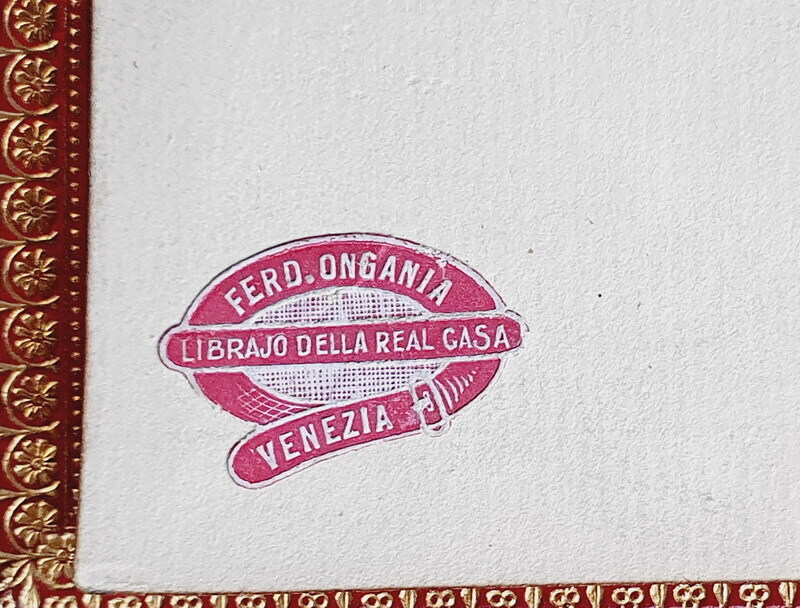 FERD. ONGANIA
LIBRAJO DELLA REAL CASA
VENEZIA